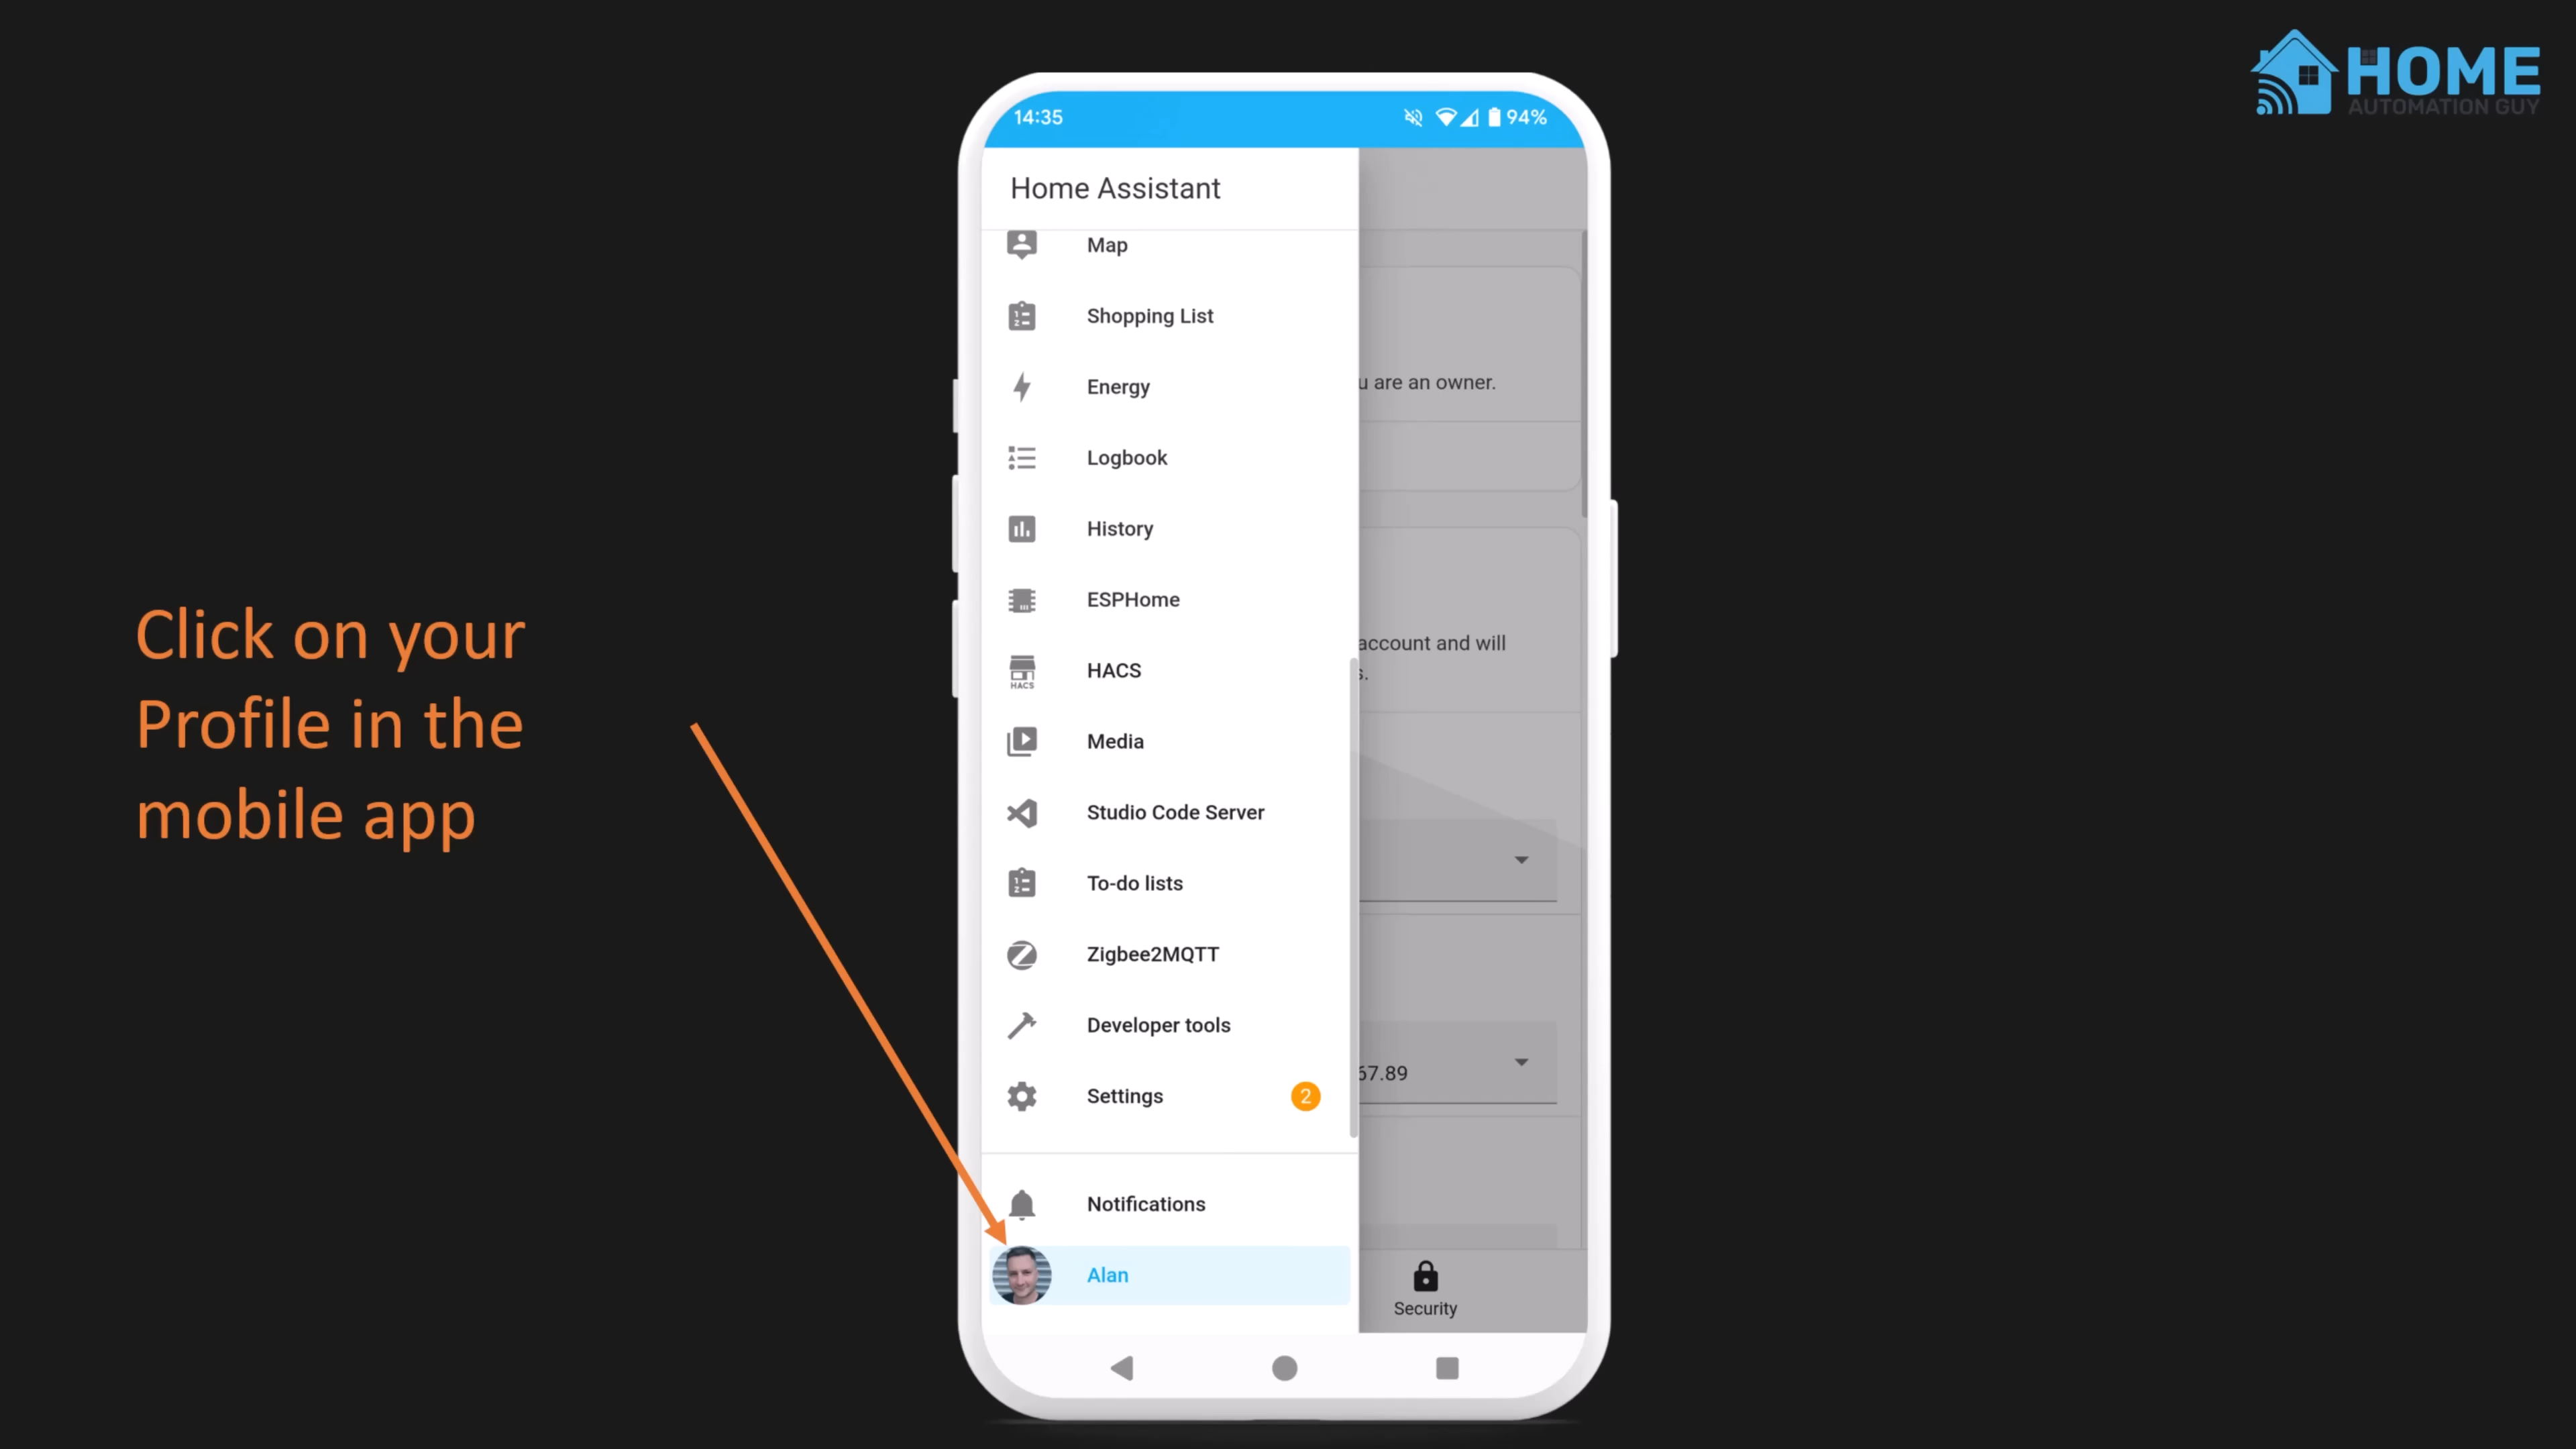 HOME
AUTOMATION GUY
14:35
94%
Home Assistant
Map
Shopping List
Energy
u are an owner.
Logbook
History
ESPHome
account and will
HACS
HACS
s.
Media
Studio Code Server
To-do lists
Zigbee2MQTT
Developer tools
67.89
Settings
2
Notifications
Alan
Security
Click on your
Profile in the
mobile app